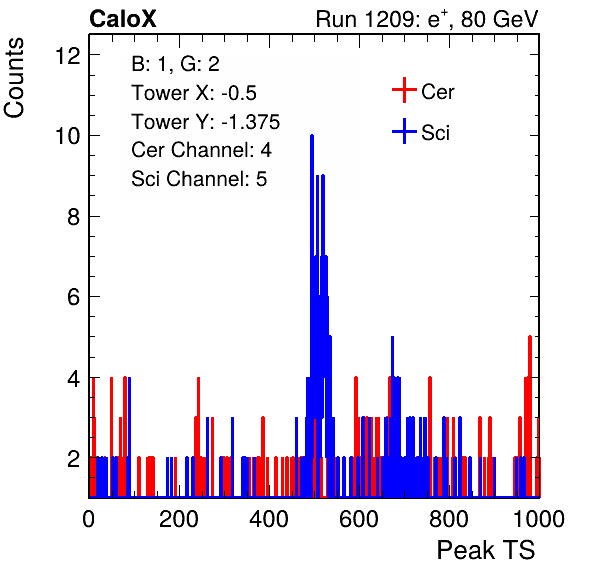 CaloX Run 1209: e+, 80 GeV
Counts
B: 1, G: 2
Tower X: -0.5
Tower Y: -1.375
Cer Channel: 4
Sci Channel: 5
Cer
Sci
12
10
8
6
4
2
0 200 400 600 800 1000
Peak TS